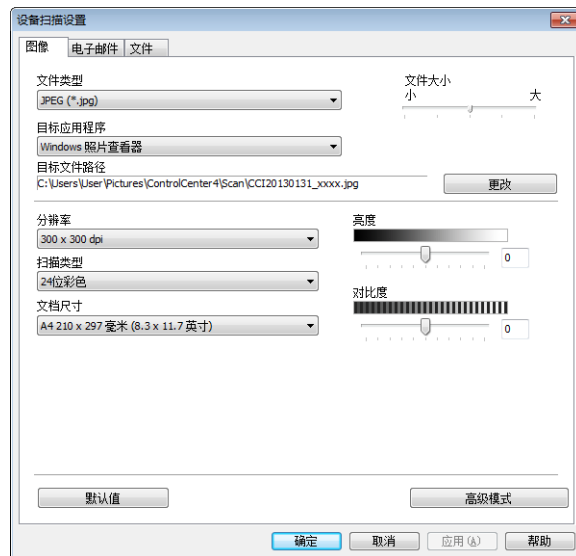 设备扫描设置
图像 电子邮件 文件
文件类型
JPEG (*.jpg)
文件大小
小 大
目标应用程序
Windows 照片查看器
目标文件路径
C:\Users\User\Pictures\ControlCenter4\Scan\CCI20130131_xxxx.jpg
更改
分辨率
300 x 300 dpi
亮度
0
扫描类型
24位彩色
文档尺寸
A4 210 x 297 毫米 (8.3 x 11.7 英寸)
对比度
0
默认值 高级模式
确定 取消 应用(A) 帮助